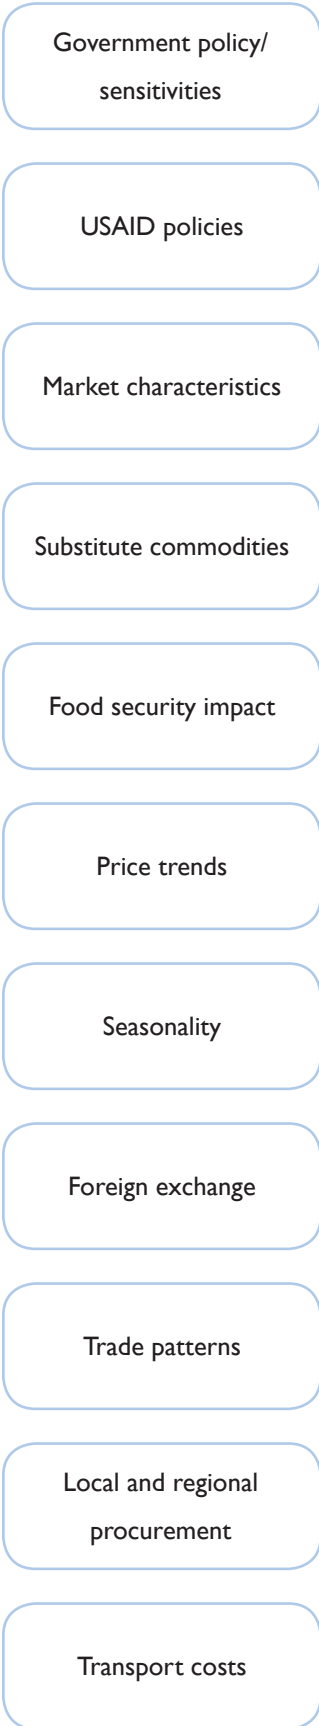 Government policy/
sensitivities
USAID policies
Market characteristics
Substitute commodities
Food security impact
Price trends
Seasonality
Foreign exchange
Trade patterns
Local and regional
procurement
Transport costs